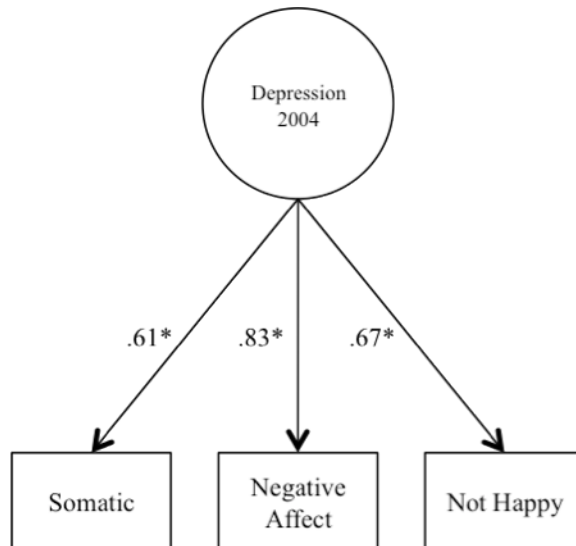 Depression
2004
.61*
.83*
.67*
Somatic
Negative
Affect
Not Happy